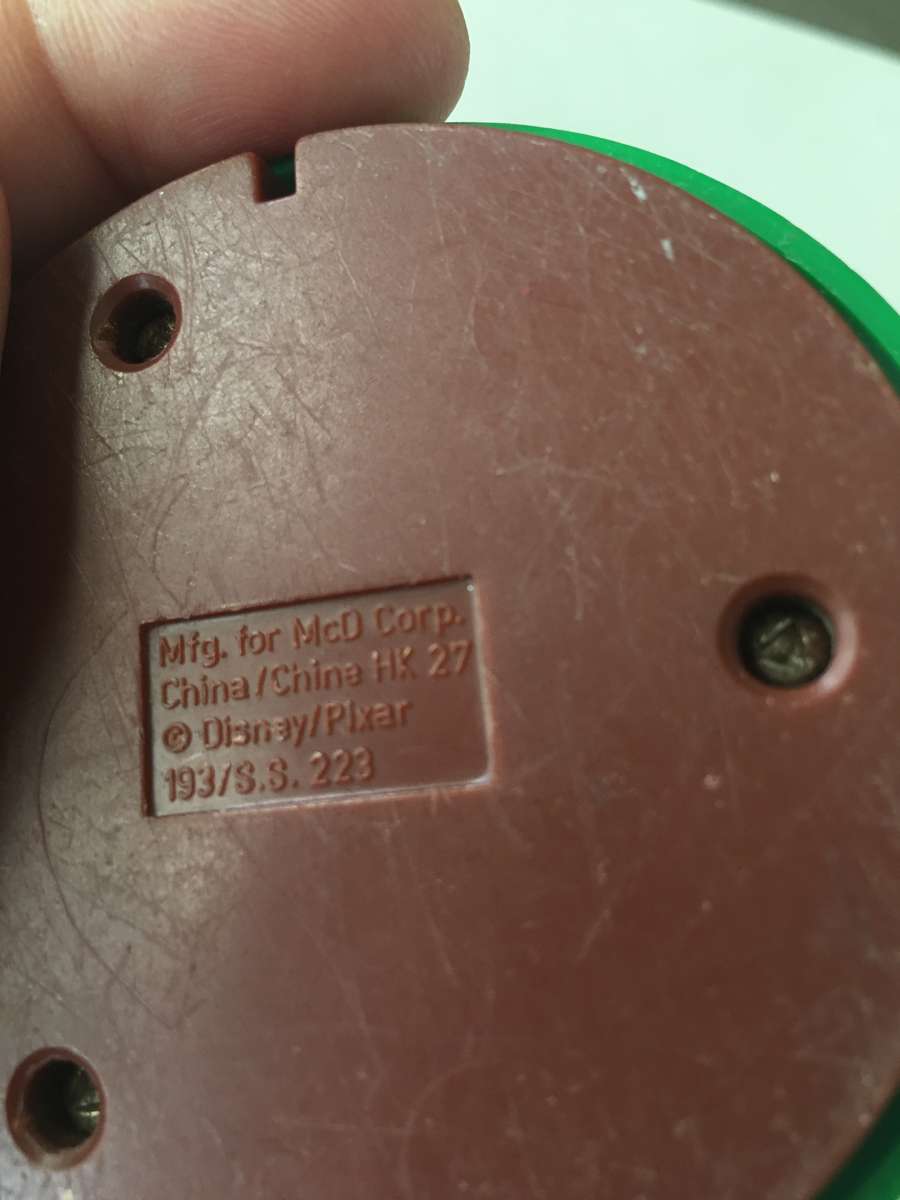 Mfg. for McD Corp.
China/Chine HK 27
© Disney/Pixar
193/S.S. 223